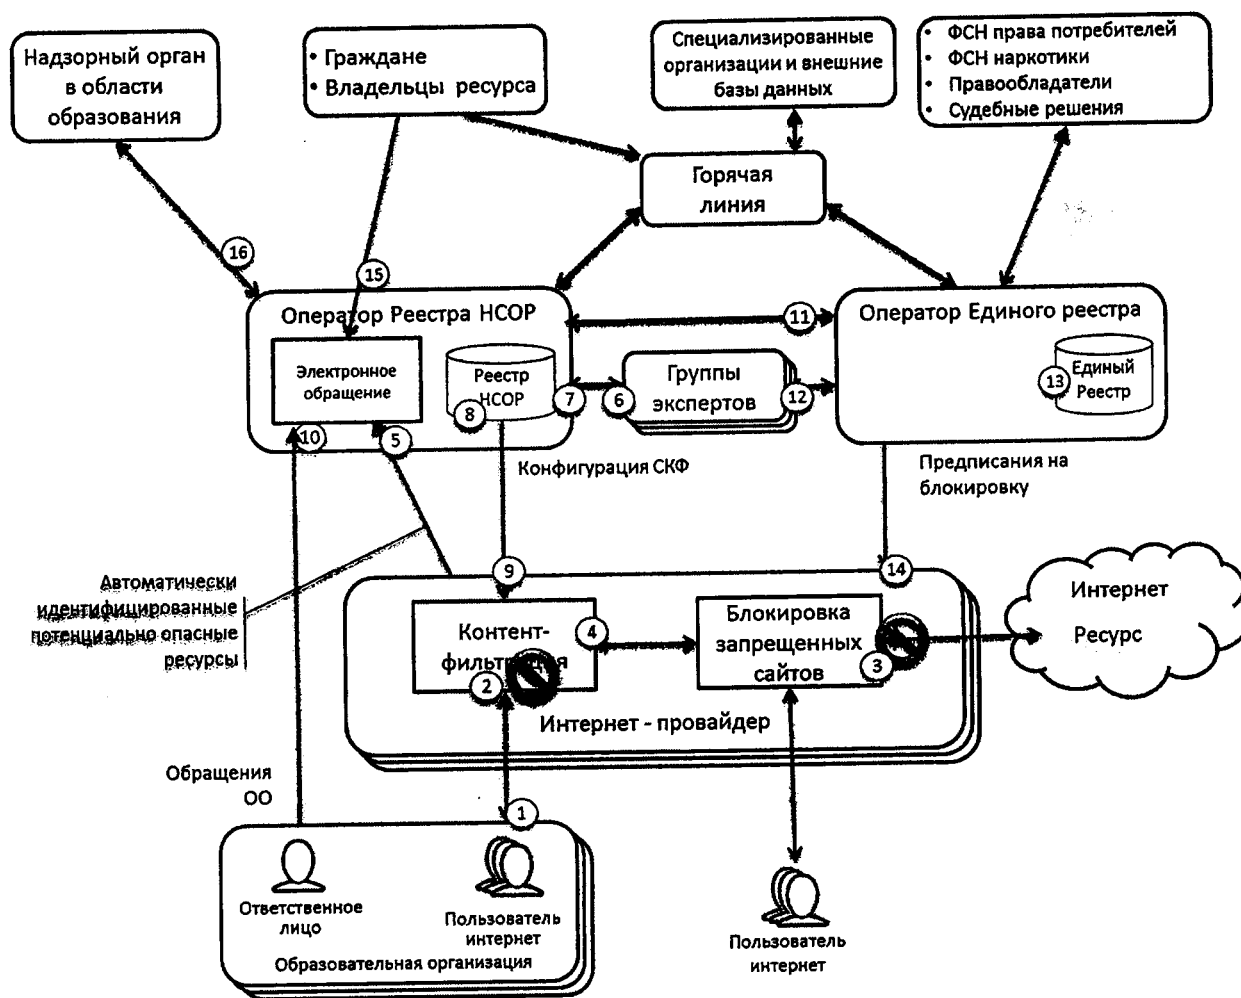 Надзорный орган
в области
образования
• Граждане
• Владельцы ресурса
Специализированные
организации и внешние
базы данных
• ФСН права потребителей
• ФСН наркотики
• Правообладатели
• Судебные решения
Горячая
линия
16
15
Оператор Реестра НСОР
11
Оператор Единого реестра
Электронное
обращение
Реестр
НСОР
8
7
6
Группы
экспертов
12
13
Единый
Реестр
10
5
Конфигурация СКФ
Предписания на
блокировку
Автоматически
идентифицированные
потенциально опасные
ресурсы
9
14
Контент-
фильтрация
4
2
Блокировка
запрещенных
сайтов
3
Интернет
Ресурс
Интернет - провайдер
Обращения
ОО
1
Ответственное
лицо
Пользователь
интернет
Образовательная организация
Пользователь
интернет